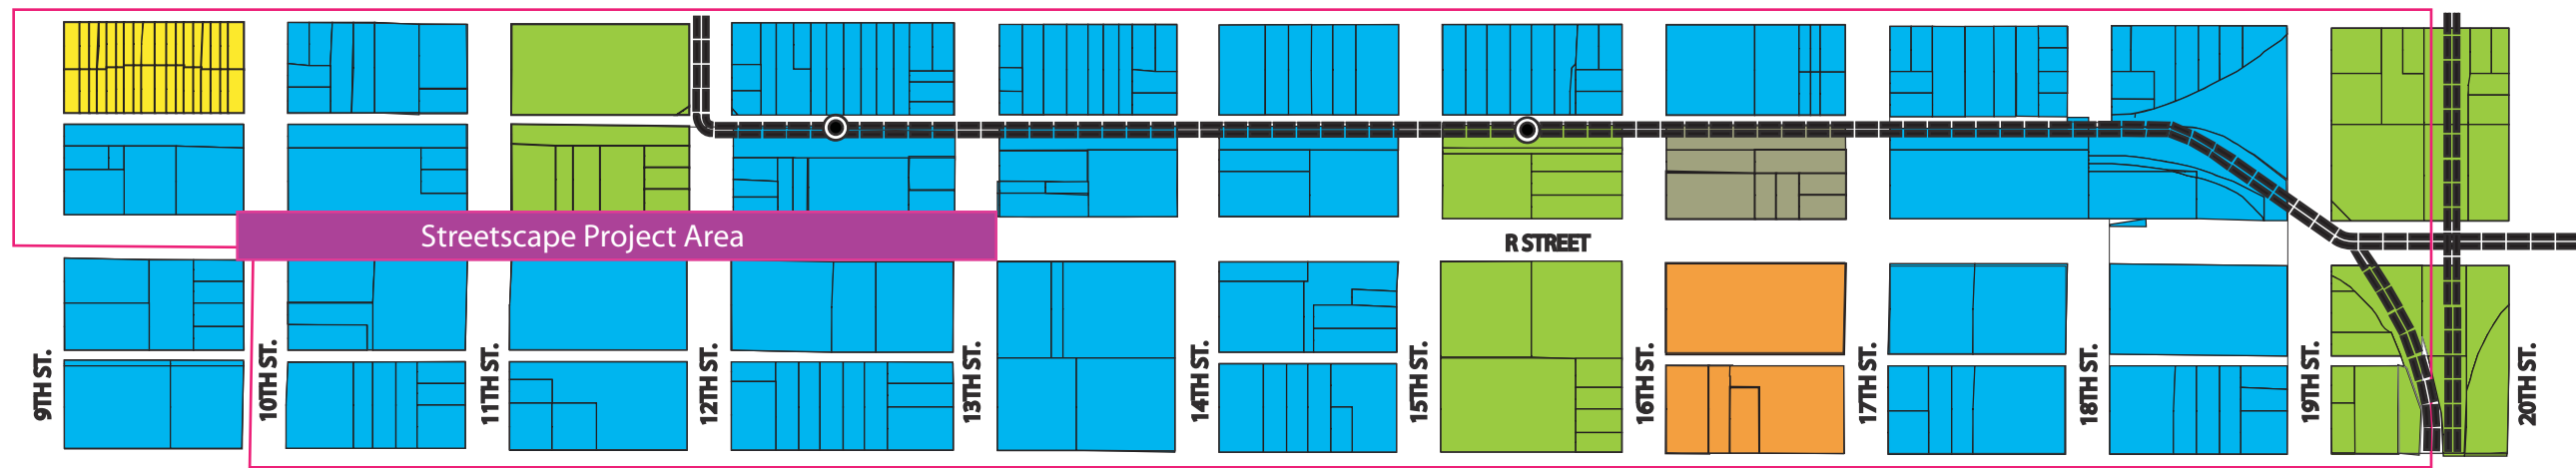 Streetscape Project Area
R STREET
9TH ST.
10TH ST.
11TH ST.
12TH ST.
13TH ST.
14TH ST.
15TH ST.
16TH ST.
17TH ST.
18TH ST.
19TH ST.
20TH ST.